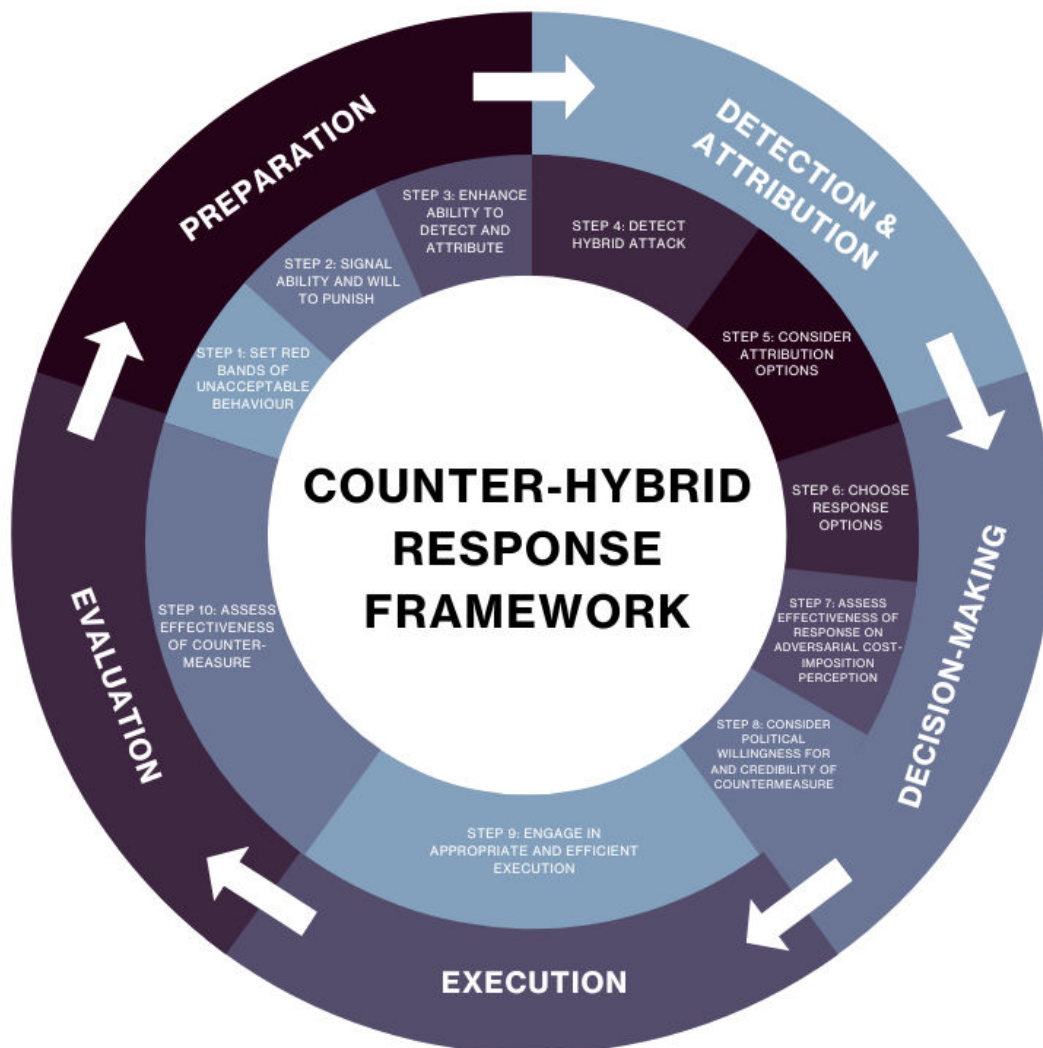 COUNTER-HYBRID
RESPONSE
FRAMEWORK
PREPARATION
STEP 1: SET RED
BANDS OF
UNACCEPTABLE
BEHAVIOUR
STEP 2: SIGNAL
ABILITY AND WILL
TO PUNISH
STEP 3: ENHANCE
ABILITY TO
DETECT AND
ATTRIBUTE
DETECTION &
ATTRIBUTION
STEP 4: DETECT
HYBRID ATTACK
STEP 5: CONSIDER
ATTRIBUTION
OPTIONS
DECISION-MAKING
STEP 6: CHOOSE
RESPONSE
OPTIONS
STEP 7: ASSESS
EFFECTIVENESS OF
RESPONSE ON
ADVERSARIAL COST-
IMPOSITION
PERCEPTION
STEP 8: CONSIDER
POLITICAL
WILLINGNESS FOR
AND CREDIBILITY OF
COUNTERMEASURE
EXECUTION
STEP 9: ENGAGE IN
APPROPRIATE AND EFFICIENT
EXECUTION
EVALUATION
STEP 10: ASSESS
EFFECTIVENESS
OF COUNTER-
MEASURE